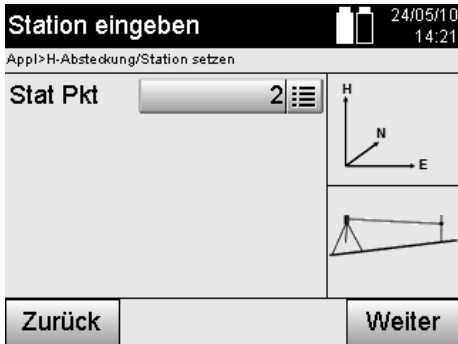 Station eingeben
24/05/10
14:21
Appl>H-Absteckung/Station setzen
Stat Pkt
2
H
N
E
Zurück
Weiter